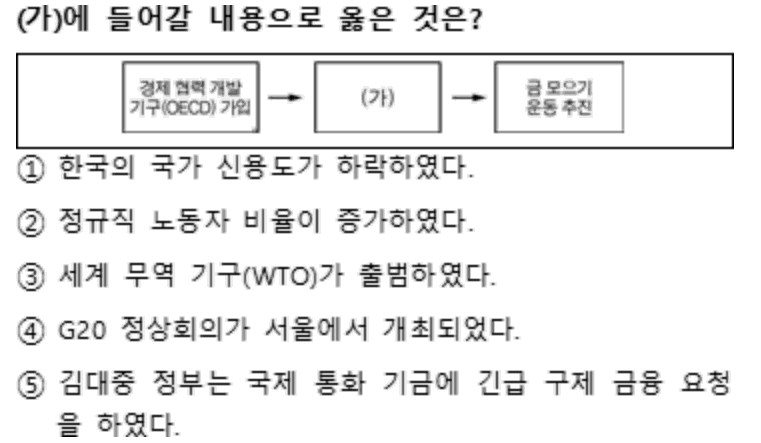 (가)에 들어갈 내용으로 옳은 것은?
경제 협력 개발
기구(OECD) 가입
(가)
금 모으기
운동 추진
① 한국의 국가 신용도가 하락하였다.
② 정규직 노동자 비율이 증가하였다.
③ 세계 무역 기구(WTO)가 출범하였다.
④ G20 정상회의가 서울에서 개최되었다.
⑤ 김대중 정부는 국제 통화 기금에 긴급 구제 금융 요청
을 하였다.